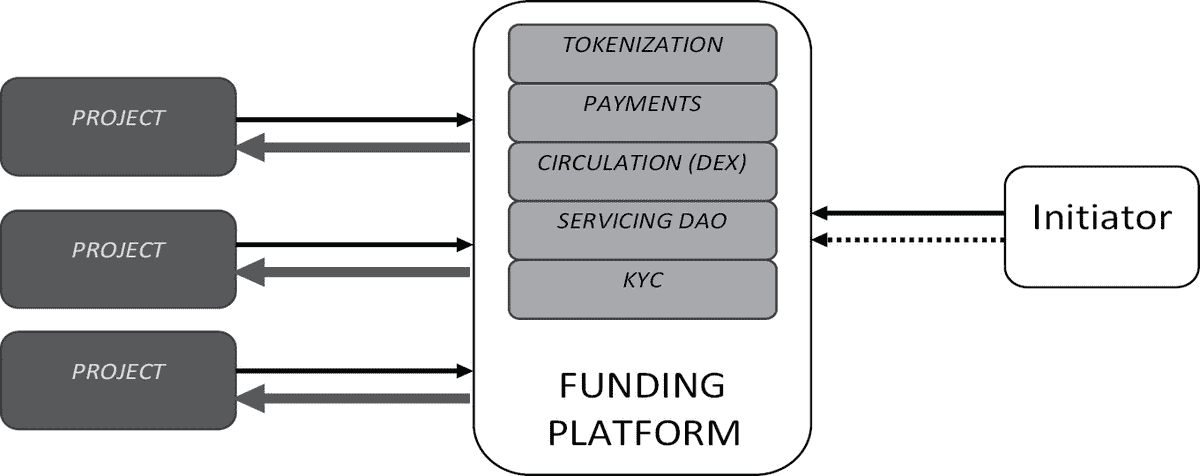 PROJECT
PROJECT
PROJECT
TOKENIZATION
PAYMENTS
CIRCULATION (DEX)
SERVICING DAO
KYC
FUNDING
PLATFORM
Initiator